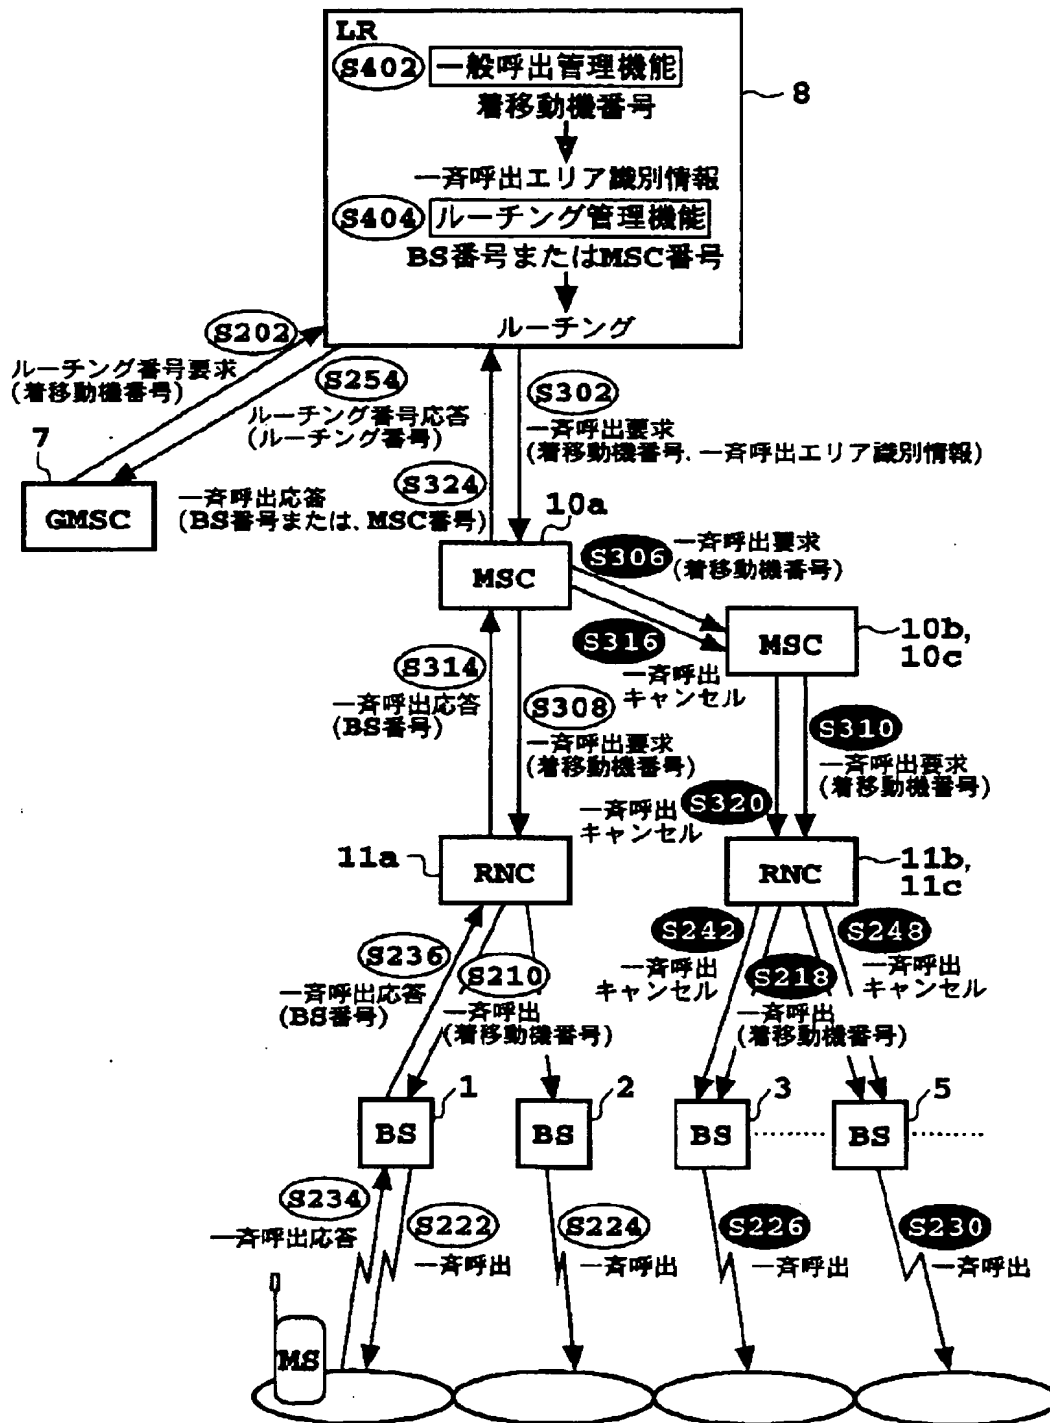 LR
S402 一般呼出管理機能
8
着移動機番号
一斉呼出エリア識別情報
S404 ルーチング管理機能
BS番号またはMSC番号
ルーチング
S202
ルーチング番号要求
(着移動機番号)
S254
ルーチング番号応答
(ルーチング番号)
S302
一斉呼出要求
(着移動機番号、一斉呼出エリア識別情報)
7
GMSC
S324
一斉呼出応答
(BS番号または、MSC番号)
10a
MSC
S306
一斉呼出要求
(着移動機番号)
S316
一斉呼出
キャンセル
MSC
10b,
10c
S314
一斉呼出応答
(BS番号)
S308
一斉呼出要求
(着移動機番号)
S310
一斉呼出要求
(着移動機番号)
S320
一斉呼出
キャンセル
11a
RNC
RNC
11b,
11c
S236
一斉呼出応答
(BS番号)
S210
一斉呼出
(着移動機番号)
S242
一斉呼出
キャンセル
S218
一斉呼出
(着移動機番号)
S248
一斉呼出
キャンセル
1
BS
2
BS
3
BS
5
BS
S234
一斉呼出応答
S222
一斉呼出
S224
一斉呼出
S226
一斉呼出
S230
一斉呼出
MS